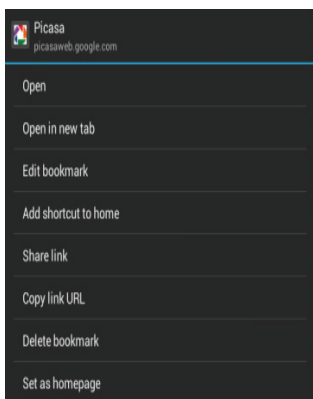 Picasa
picasaweb.google.com
Open
Open in new tab
Edit bookmark
Add shortcut to home
Share link
Copy link URL
Delete bookmark
Set as homepage